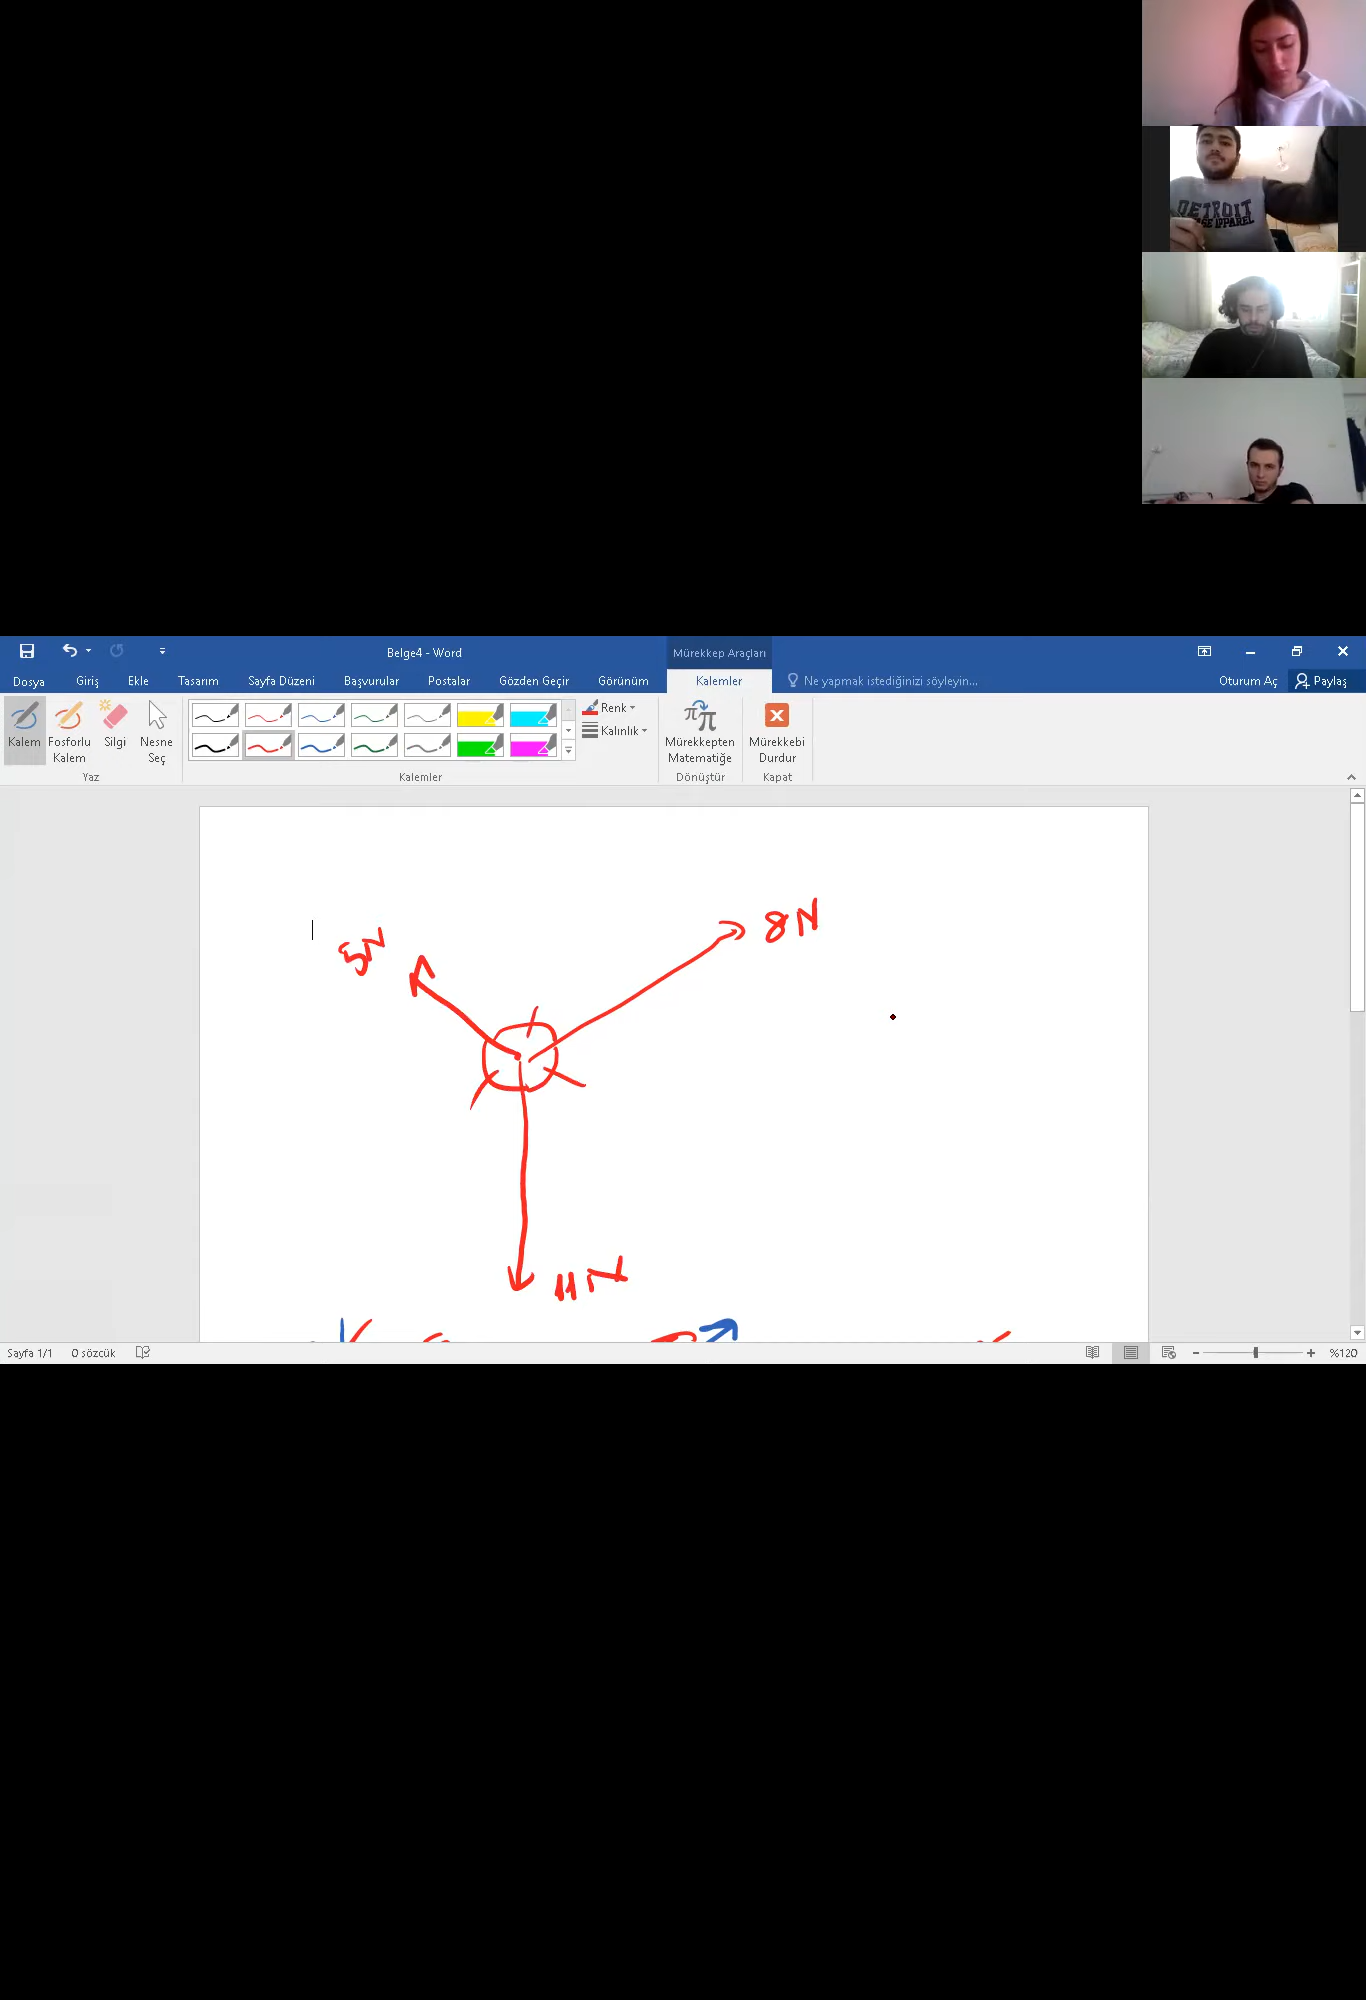 DETROIT
Belge4 - Word
Mürekkep Araçları
Dosya Giriş Ekle Tasarım Sayfa Düzeni Başvurular Postalar Gözden Geçir Görünüm Kalemler Ne yapmak istediğinizi söyleyin... Oturum Aç Paylaş
Kalem Fosforlu Kalem Silgi Nesne Seç
Renk
Kalınlık
Mürekkepten Matematiğe
Mürekkebi Durdur
Yaz Kalemler Dönüştür Kapat
8N
5N
11N
Sayfa 1/1 0 sözcük %120